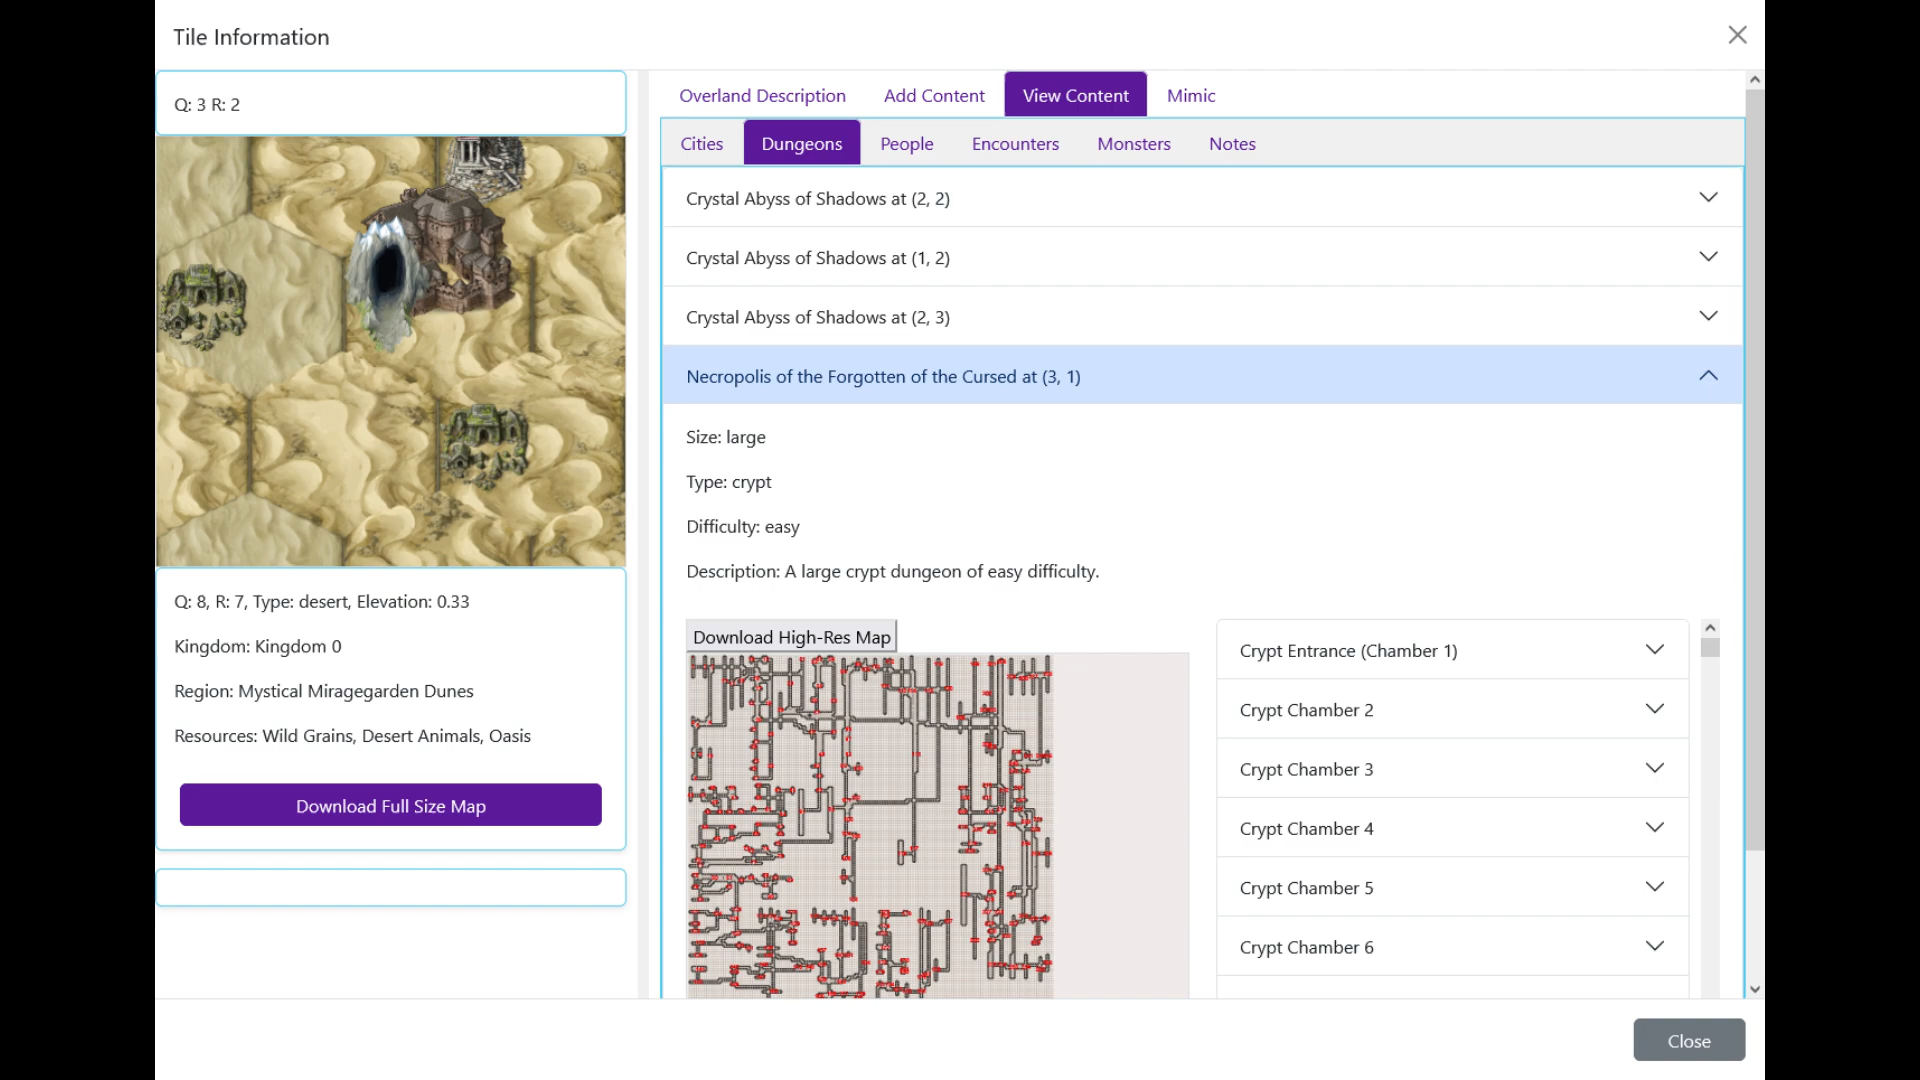 Tile Information
Q: 3 R: 2
Q: 8, R: 7, Type: desert, Elevation: 0.33
Kingdom: Kingdom 0
Region: Mystical Miragegarden Dunes
Resources: Wild Grains, Desert Animals, Oasis
Download Full Size Map
Overland Description Add Content View Content Mimic
Cities Dungeons People Encounters Monsters Notes
Crystal Abyss of Shadows at (2, 2)
Crystal Abyss of Shadows at (1, 2)
Crystal Abyss of Shadows at (2, 3)
Necropolis of the Forgotten of the Cursed at (3, 1)
Size: large
Type: crypt
Difficulty: easy
Description: A large crypt dungeon of easy difficulty.
Download High-Res Map
Crypt Entrance (Chamber 1)
Crypt Chamber 2
Crypt Chamber 3
Crypt Chamber 4
Crypt Chamber 5
Crypt Chamber 6
Close